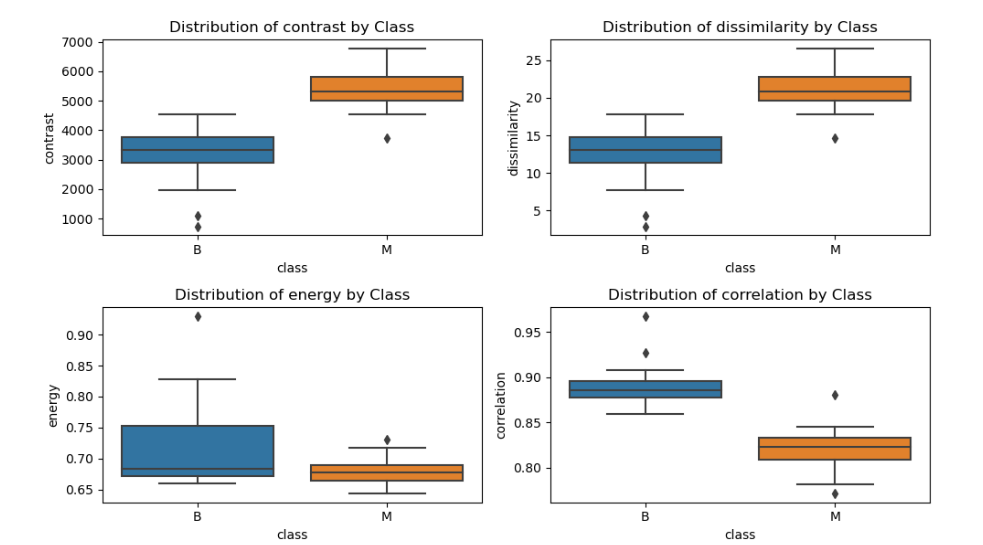 Distribution of contrast by Class
7000
6000
5000
4000
3000
2000
1000
contrast
B
M
class
Distribution of dissimilarity by Class
25
20
15
10
5
dissimilarity
B
M
class
Distribution of energy by Class
0.90
0.85
0.80
0.75
0.70
0.65
energy
B
M
class
Distribution of correlation by Class
0.95
0.90
0.85
0.80
correlation
B
M
class